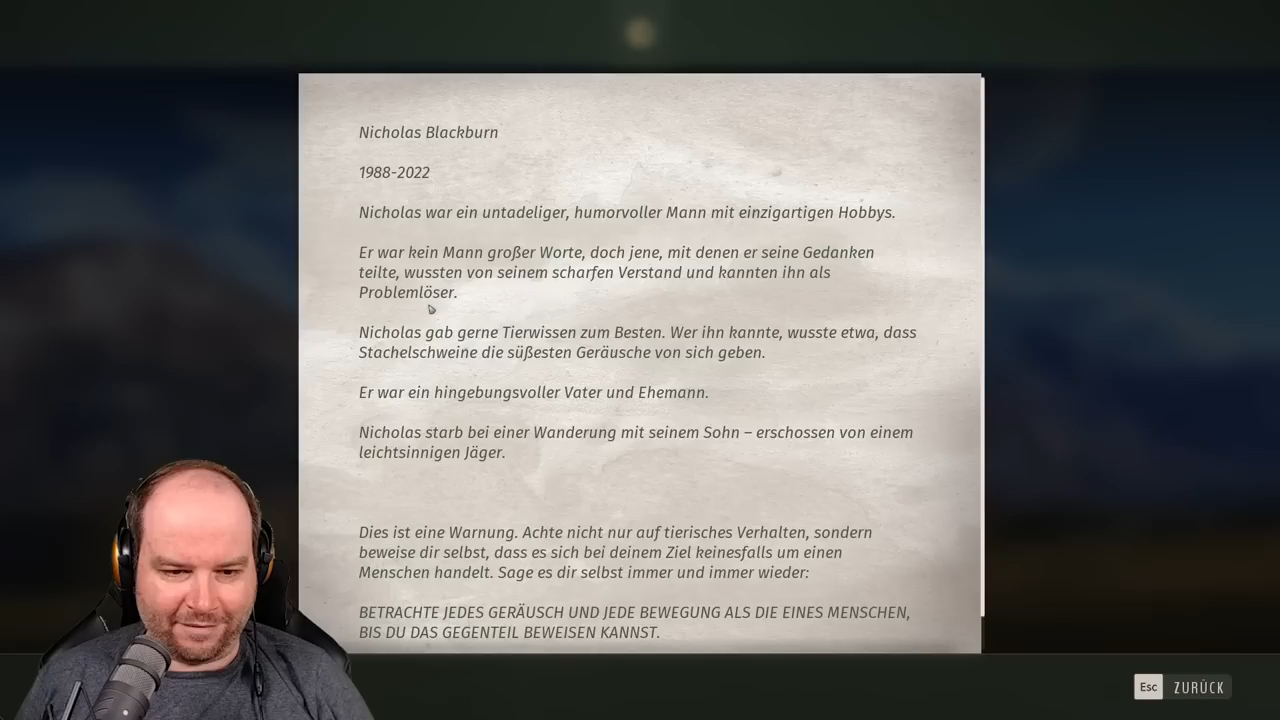 Nicholas Blackburn
1988-2022
Nicholas war ein untadeliger, humorvoller Mann mit einzigartigen Hobbys.
Er war kein Mann großer Worte, doch jene, mit denen er seine Gedanken
teilte, wussten von seinem scharfen Verstand und kannten ihn als
Problemlöser.
Nicholas gab gerne Tierwissen zum Besten. Wer ihn kannte, wusste etwa, dass
Stachelschweine die süßesten Geräusche von sich geben.
Er war ein hingebungsvoller Vater und Ehemann.
Nicholas starb bei einer Wanderung mit seinem Sohn – erschossen von einem
leichtsinnigen Jäger.
Dies ist eine Warnung. Achte nicht nur auf tierisches Verhalten, sondern
beweise dir selbst, dass es sich bei deinem Ziel keinesfalls um einen
Menschen handelt. Sage es dir selbst immer und immer wieder:
BETRACHTE JEDES GERÄUSCH UND JEDE BEWEGUNG ALS DIE EINES MENSCHEN,
BIS DU DAS GEGENTEIL BEWEISEN KANNST.
Esc ZURÜCK